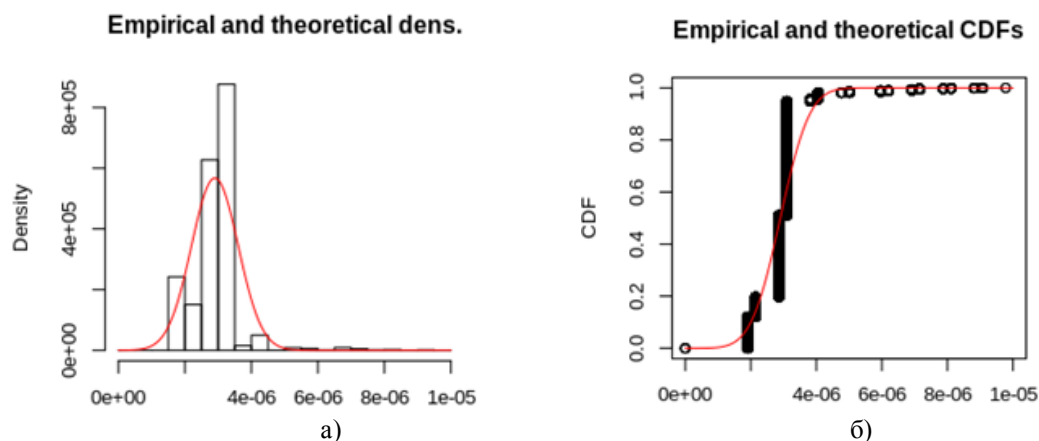 Empirical and theoretical dens.
Density
0e+00 4e+05 8e+05
0e+00 4e-06 6e-06 1e-05
а)
Empirical and theoretical CDFs
CDF
0.0 0.2 0.4 0.6 0.8 1.0
0e+00 4e-06 6e-06 8e-06 1e-05
б)